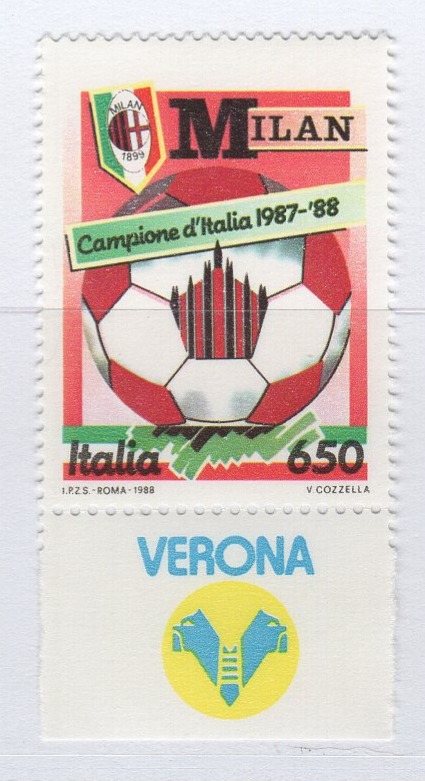 MILAN
1899
MILAN
Campione d'Italia 1987-'88
Italia 650
I.P.Z.S.-ROMA-1988 V.COZZELLA
VERONA